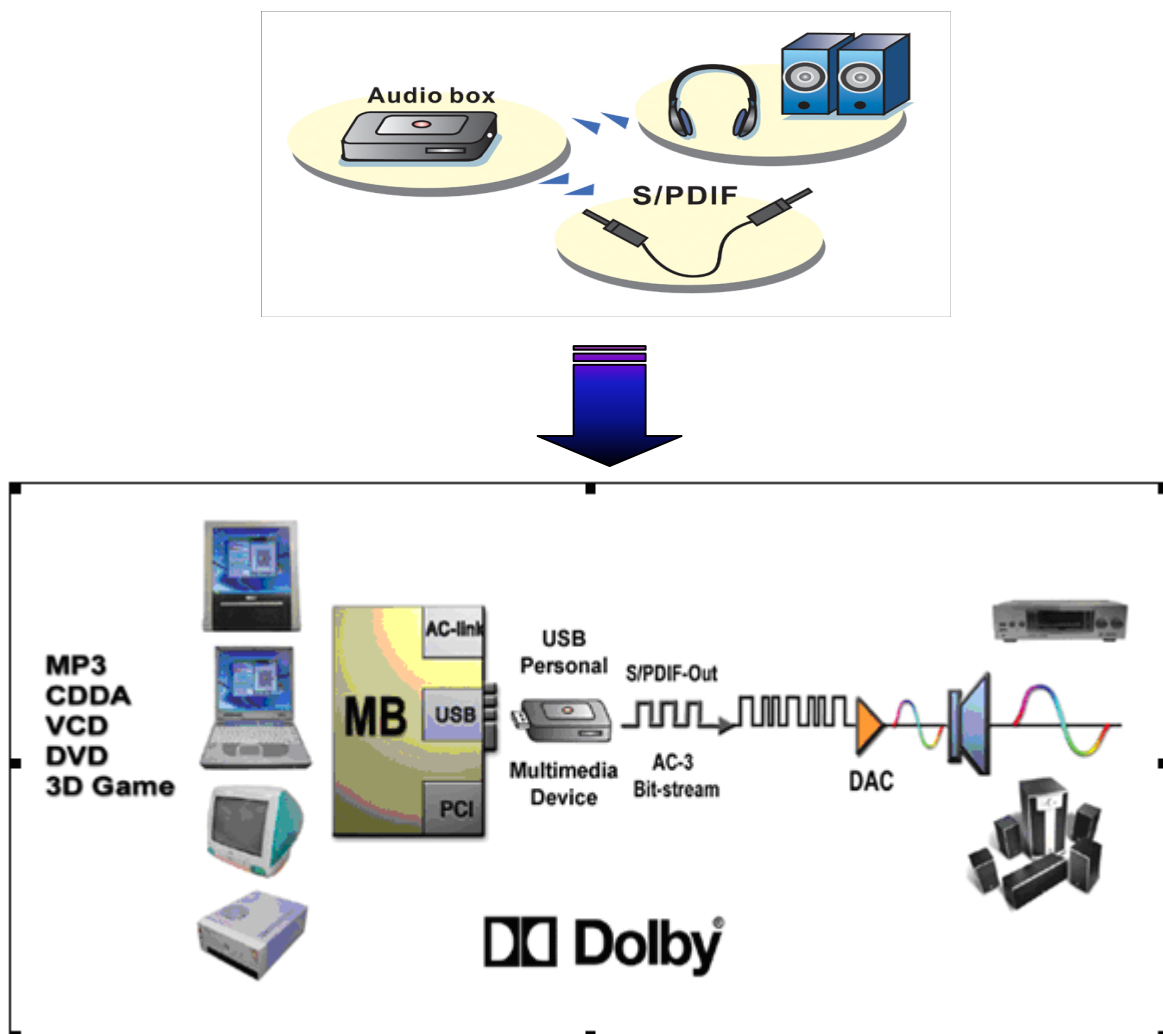 Audio box
S/PDIF
MP3
CDDA
VCD
DVD
3D Game
MB
AC-link
USB
PCI
USB
Personal
Multimedia
Device
S/PDIF-Out
AC-3
Bit-stream
DAC
Dolby®